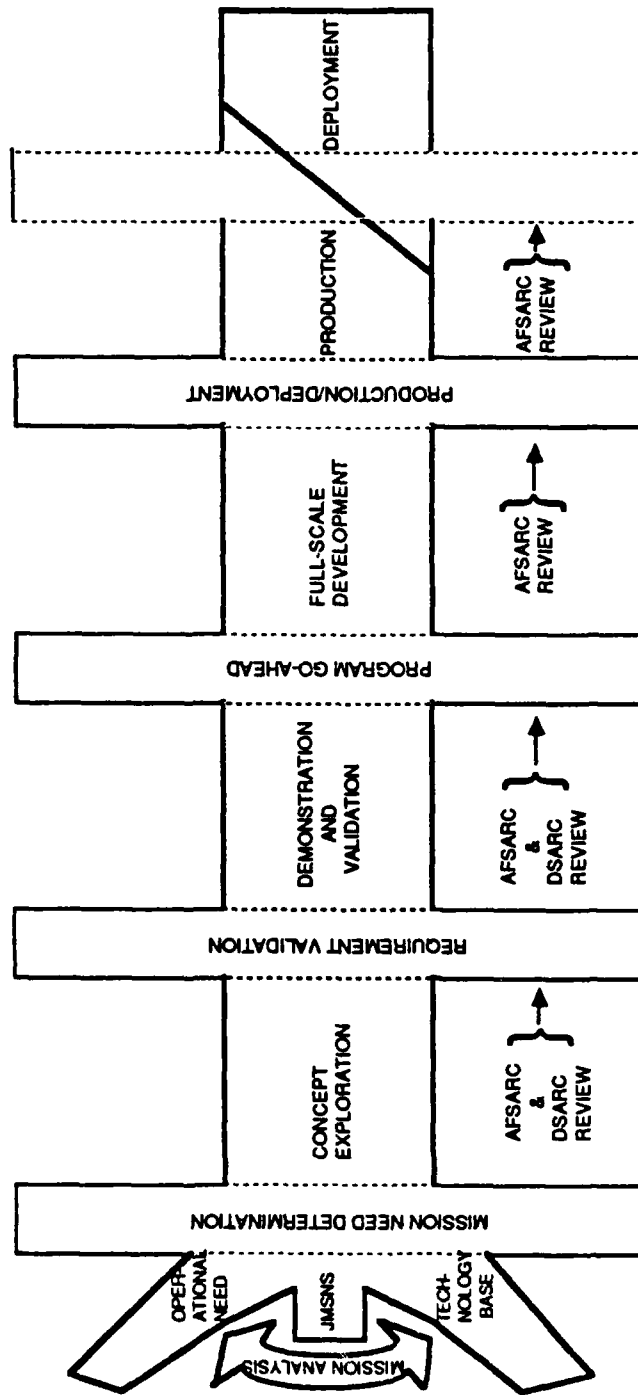 MISSION ANALYSIS
OPER-
ATIONAL
NEED
JMSNS
TECH-
NOLOGY
BASE
MISSION NEED DETERMINATION
CONCEPT
EXPLORATION
AFSARC
&
DSARC
REVIEW
REQUIREMENT VALIDATION
DEMONSTRATION
AND
VALIDATION
AFSARC
&
DSARC
REVIEW
PROGRAM GO-AHEAD
FULL-SCALE
DEVELOPMENT
AFSARC
REVIEW
PRODUCTION/DEPLOYMENT
PRODUCTION
AFSARC
REVIEW
DEPLOYMENT